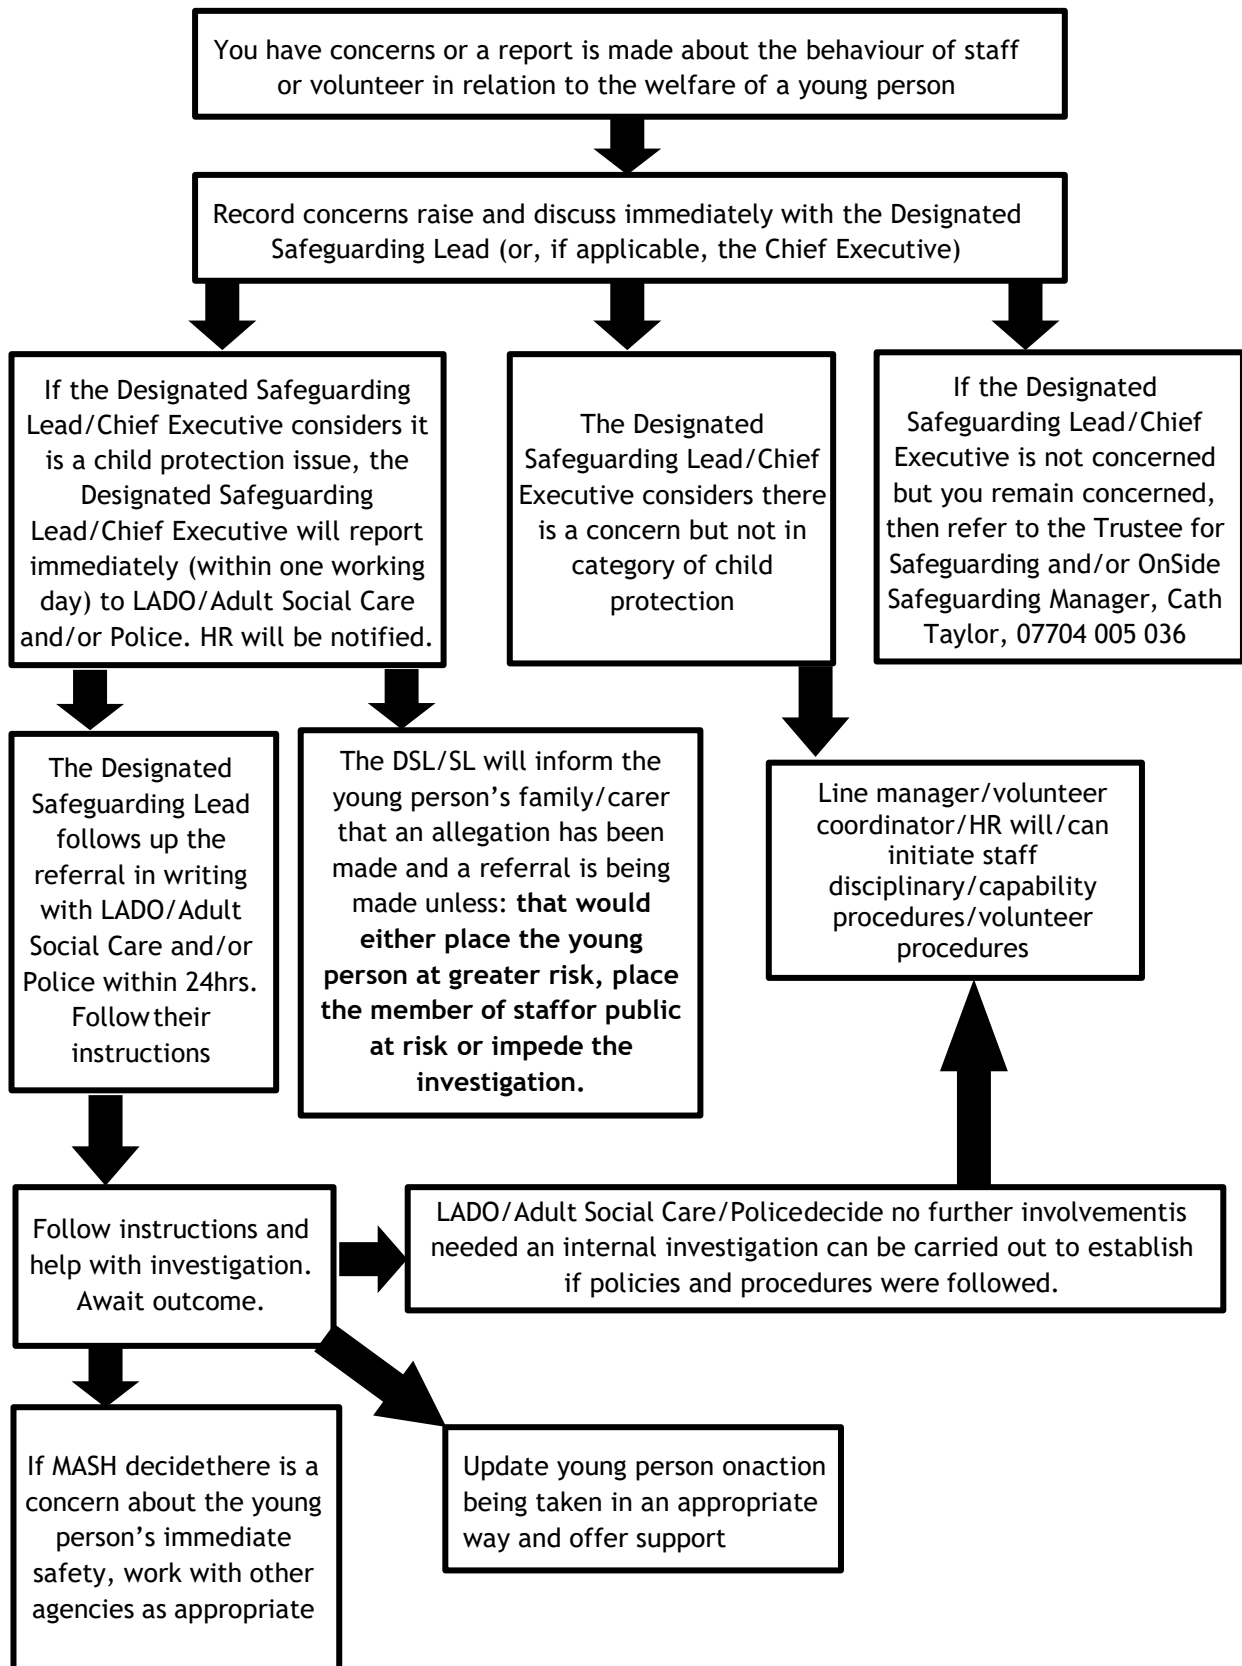 You have concerns or a report is made about the behaviour of staff
or volunteer in relation to the welfare of a young person
Record concerns raise and discuss immediately with the Designated
Safeguarding Lead (or, if applicable, the Chief Executive)
If the Designated Safeguarding
Lead/Chief Executive considers it
is a child protection issue, the
Designated Safeguarding
Lead/Chief Executive will report
immediately (within one working
day) to LADO/Adult Social Care
and/or Police. HR will be notified.
The Designated
Safeguarding Lead/Chief
Executive considers there
is a concern but not in
category of child
protection
If the Designated
Safeguarding Lead/Chief
Executive is not concerned
but you remain concerned,
then refer to the Trustee for
Safeguarding and/or OnSide
Safeguarding Manager, Cath
Taylor, 07704 005 036
The Designated
Safeguarding Lead
follows up the
referral in writing
with LADO/Adult
Social Care and/or
Police within 24hrs.
Follow their
instructions
The DSL/SL will inform the
young person’s family/carer
that an allegation has been
made and a referral is being
made unless: that would
either place the young
person at greater risk, place
the member of staffor public
at risk or impede the
investigation.
Line manager/volunteer
coordinator/HR will/can
initiate staff
disciplinary/capability
procedures/volunteer
procedures
Follow instructions and
help with investigation.
Await outcome.
LADO/Adult Social Care/Policedecide no further involvementis
needed an internal investigation can be carried out to establish
if policies and procedures were followed.
If MASH decidethere is a
concern about the young
person’s immediate
safety, work with other
agencies as appropriate
Update young person onaction
being taken in an appropriate
way and offer support